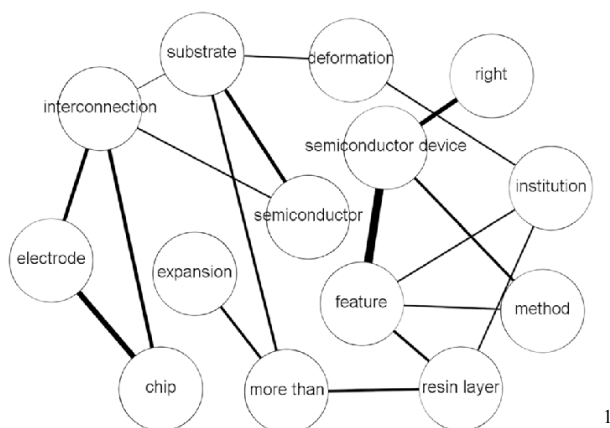 substrate
deformation
right
interconnection
semiconductor device
institution
semiconductor
electrode
expansion
feature
method
chip
more than
resin layer
1